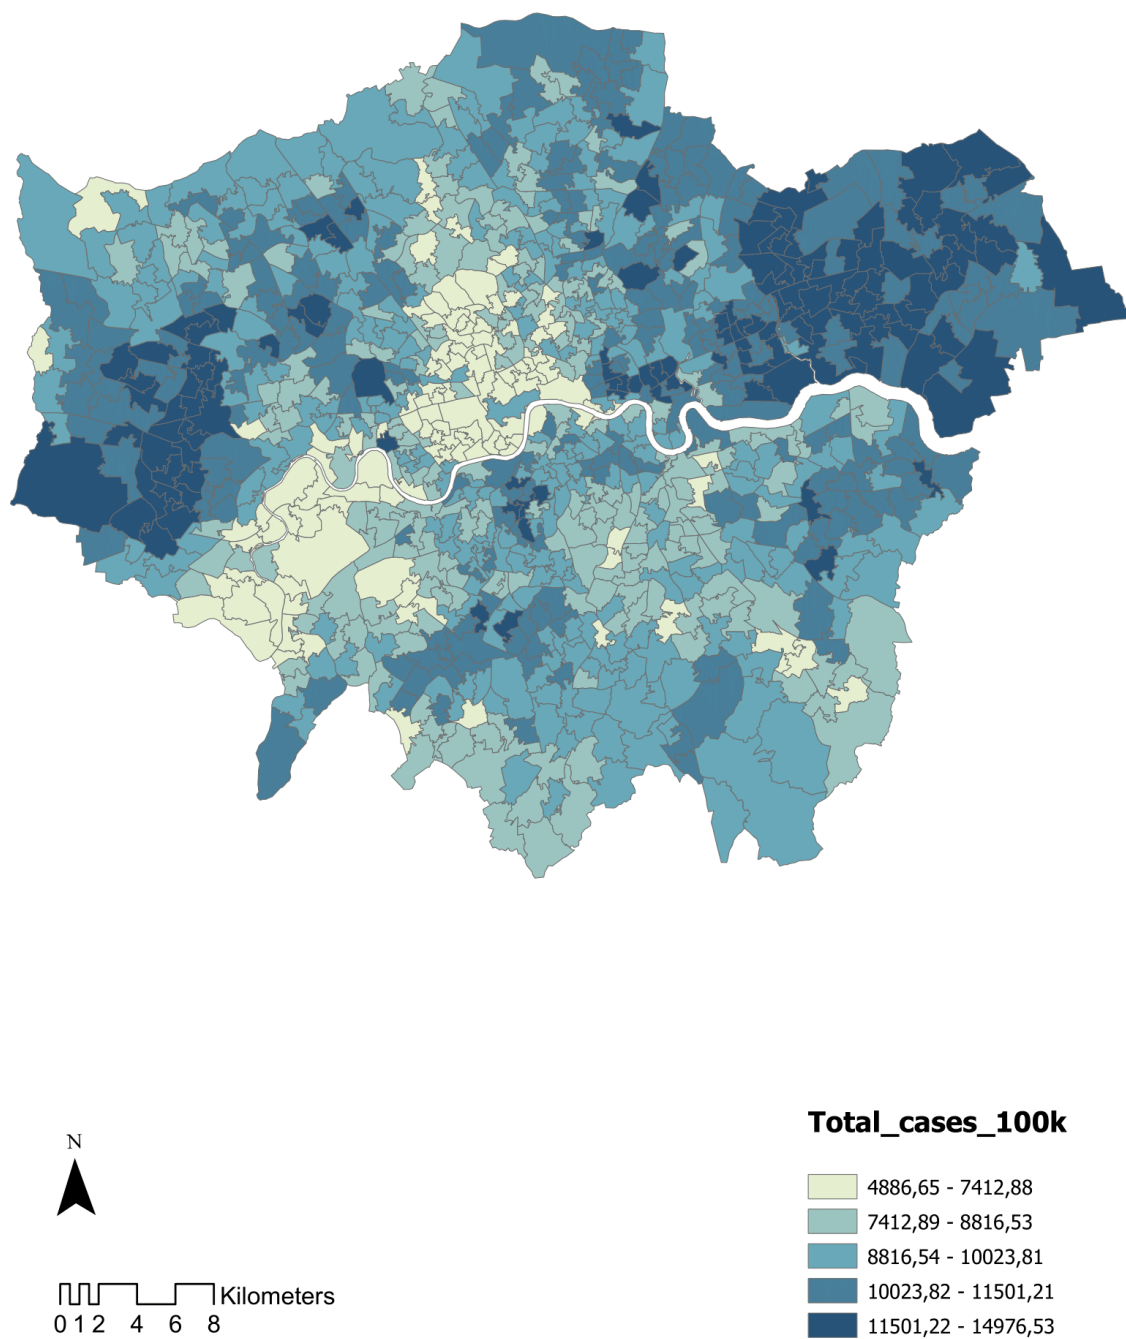 Total_cases_100k
N
4886,65 - 7412,88
7412,89 - 8816,53
8816,54 - 10023,81
10023,82 - 11501,21
11501,22 - 14976,53
Kilometers
0 1 2 4 6 8